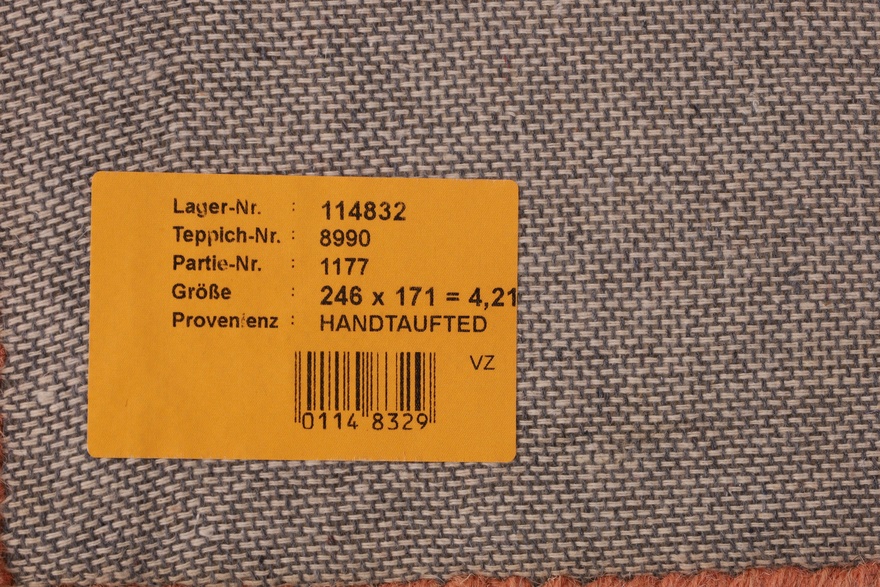 Lager-Nr. : 114832
Teppich-Nr. : 8990
Partie-Nr. : 1177
Größe : 246 x 171 = 4,21
Provenienz : HANDTAUFTED
VZ
0114 8329